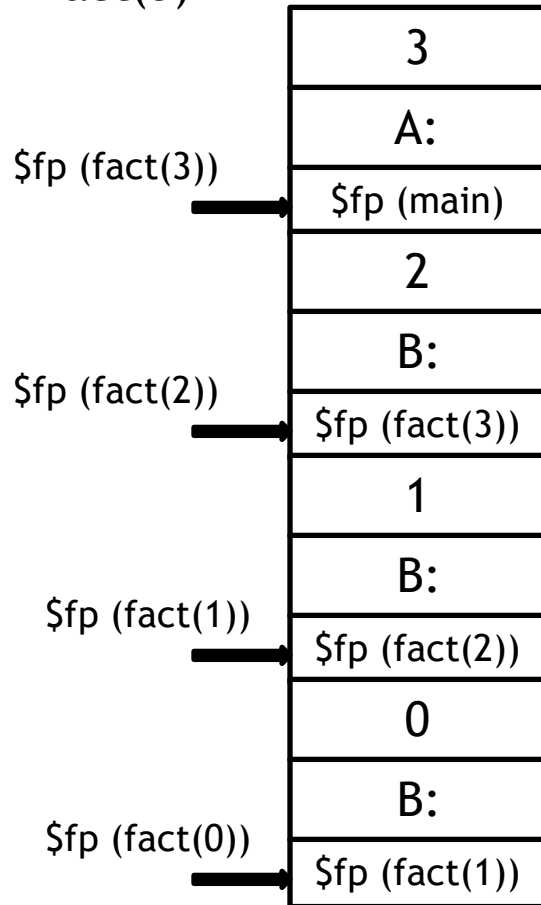 3
A:
$fp (fact(3))
$fp (main)
2
B:
$fp (fact(2))
$fp (fact(3))
1
B:
$fp (fact(1))
$fp (fact(2))
0
B:
$fp (fact(0))
$fp (fact(1))